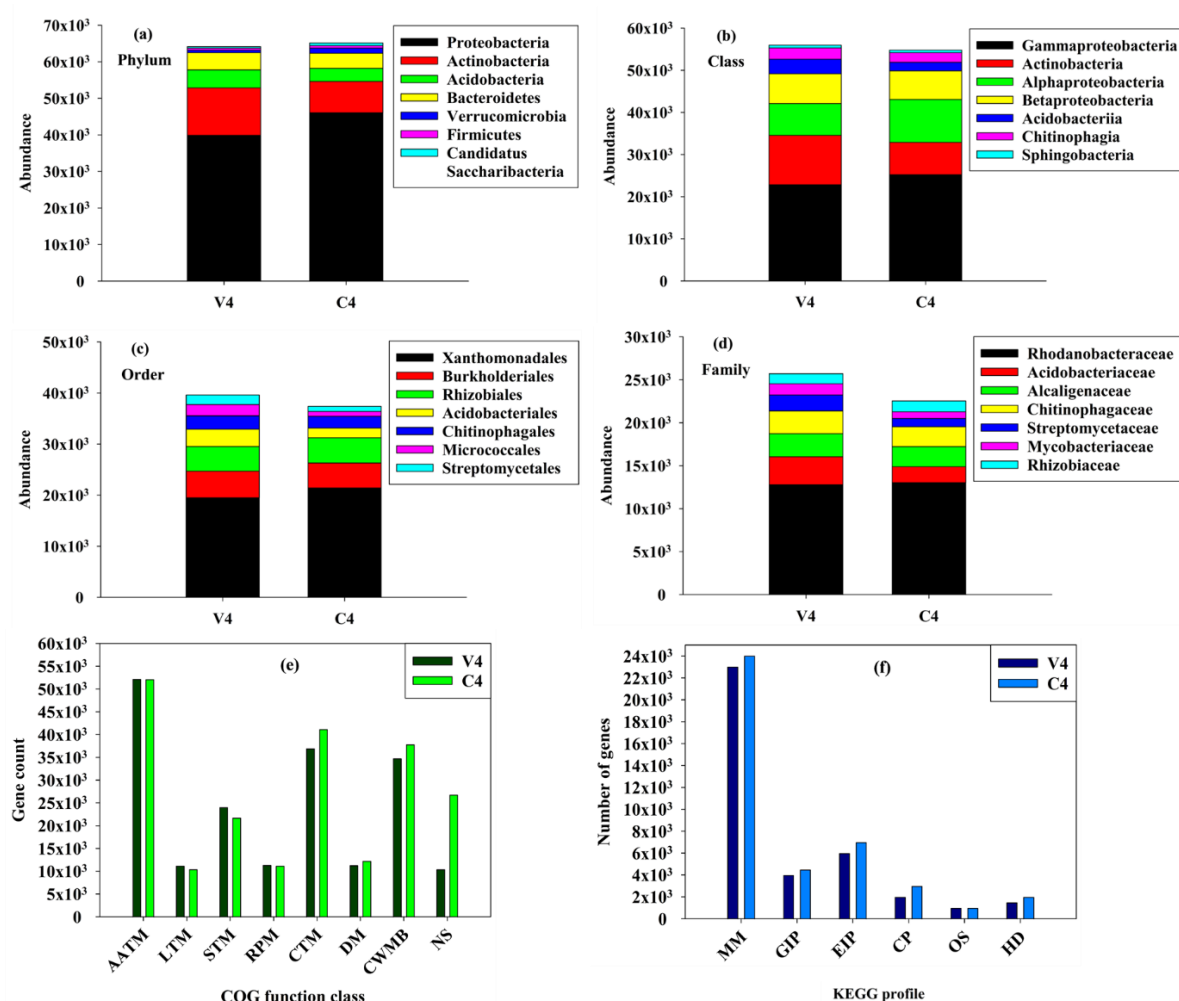 (a)
Phylum
Abundance
70x10³
60x10³
50x10³
40x10³
30x10³
20x10³
10x10³
0
V4
C4
Proteobacteria
Actinobacteria
Acidobacteria
Bacteroidetes
Verrucomicrobia
Firmicutes
Candidatus
Saccharibacteria
(b)
Class
Abundance
60x10³
50x10³
40x10³
30x10³
20x10³
10x10³
0
V4
C4
Gammaproteobacteria
Actinobacteria
Alphaproteobacteria
Betaproteobacteria
Acidobacteriia
Chitinophagia
Sphingobacteria
(c)
Order
Abundance
50x10³
40x10³
30x10³
20x10³
10x10³
0
V4
C4
Xanthomonadales
Burkholderiales
Rhizobiales
Acidobacteriales
Chitinophagales
Micrococcales
Streptomycetales
(d)
Family
Abundance
30x10³
25x10³
20x10³
15x10³
10x10³
5x10³
0
V4
C4
Rhodanobacteraceae
Acidobacteriaceae
Alcaligenaceae
Chitinophagaceae
Streptomycetaceae
Mycobacteriaceae
Rhizobiaceae
(e)
Gene count
60x10³
55x10³
50x10³
45x10³
40x10³
35x10³
30x10³
25x10³
20x10³
15x10³
10x10³
5x10³
0
V4
C4
AATM
LTM
STM
RPM
CTM
DM
CWMB
NS
COG function class
(f)
Number of genes
24x10³
22x10³
20x10³
18x10³
16x10³
14x10³
12x10³
10x10³
8x10³
6x10³
4x10³
2x10³
0
V4
C4
MM
GIP
EIP
CP
OS
HD
KEGG profile